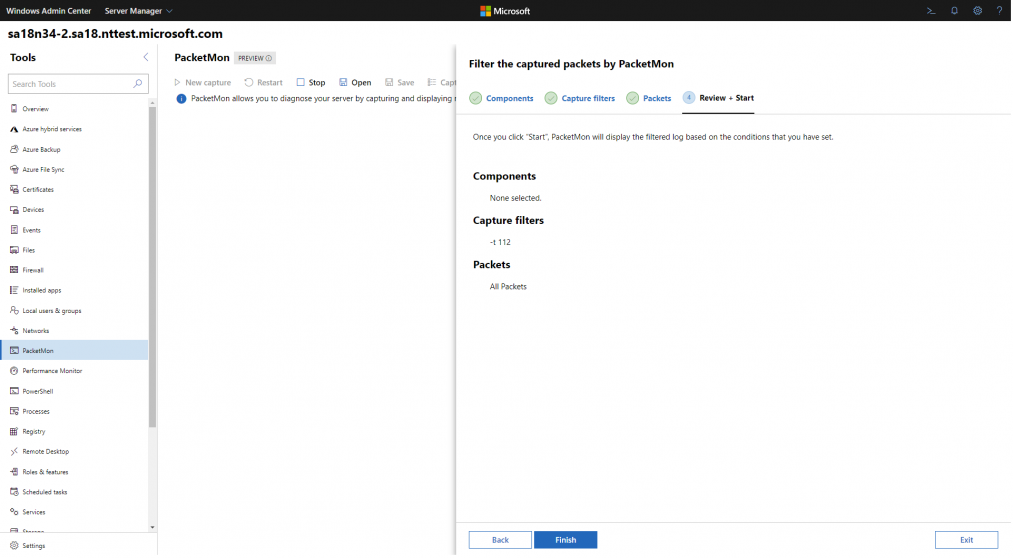 Windows Admin Center Server Manager Microsoft
sa18n34-2.sa18.nttest.microsoft.com
Tools
Search Tools
Overview
Azure hybrid services
Azure Backup
Azure File Sync
Certificates
Devices
Events
Files
Firewall
Installed apps
Local users & groups
Networks
PacketMon
Performance Monitor
PowerShell
Processes
Registry
Remote Desktop
Roles & features
Scheduled tasks
Services
Storage
Settings
PacketMon PREVIEW
New capture Restart Stop Open Save Capt
PacketMon allows you to diagnose your server by capturing and displaying
Filter the captured packets by PacketMon
Components Capture filters Packets 4 Review + Start
Once you click "Start", PacketMon will display the filtered log based on the conditions that you have set.
Components
None selected.
Capture filters
-t 112
Packets
All Packets
Back Finish Exit